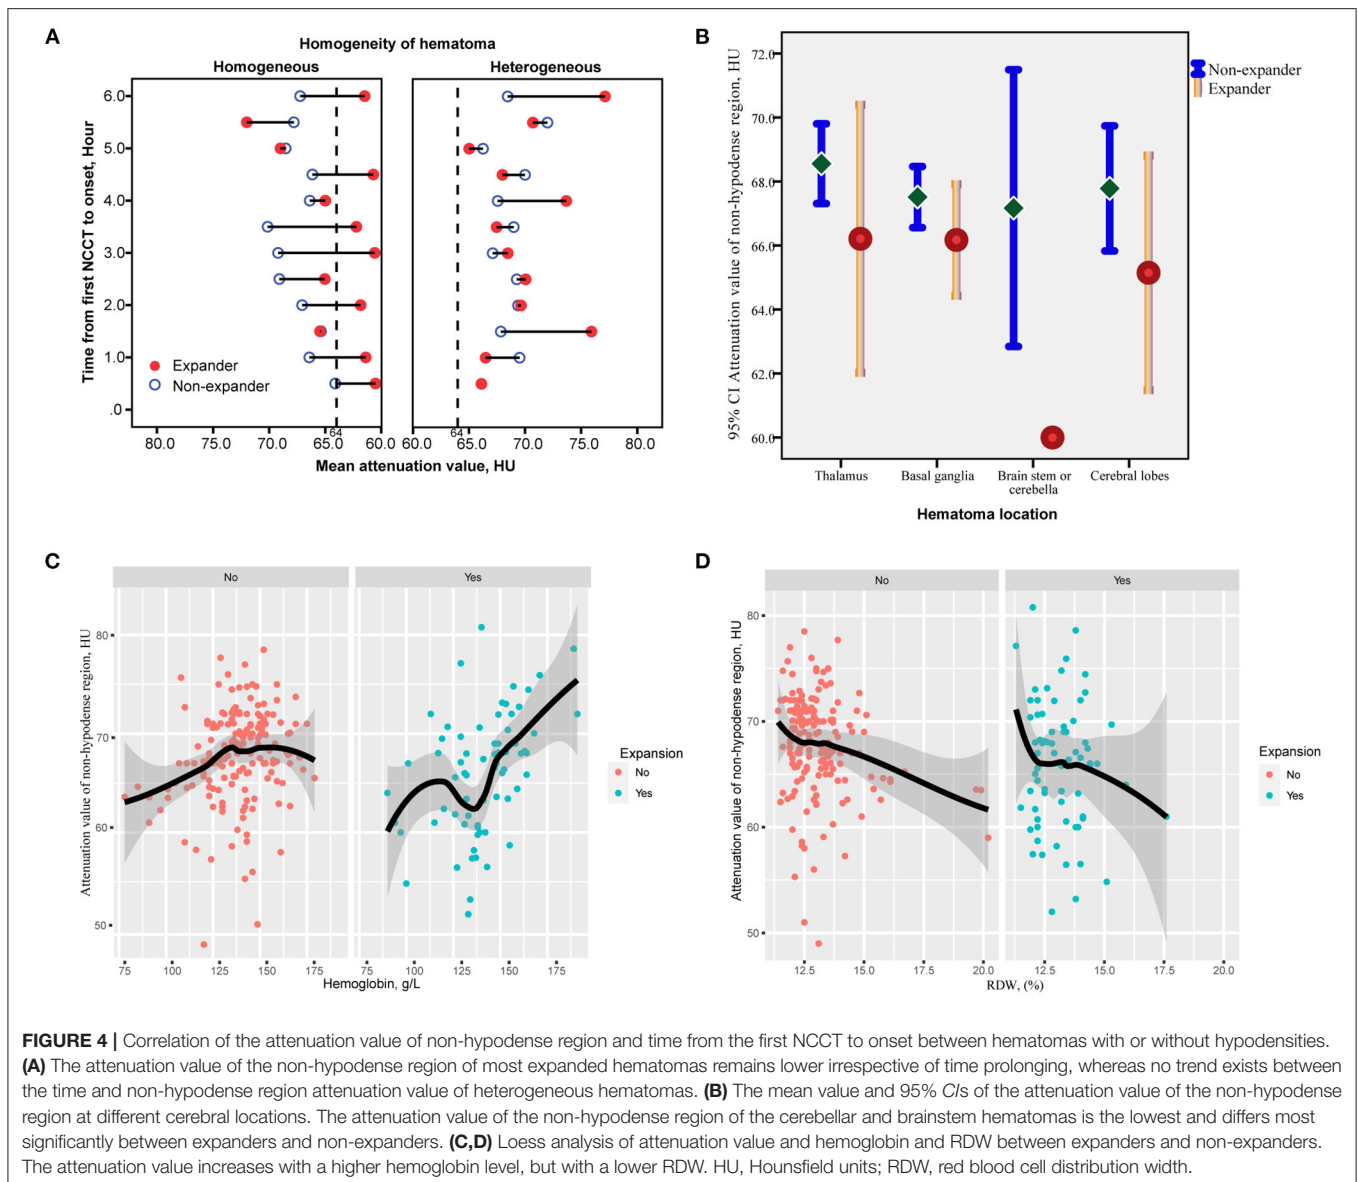 A
Homogeneity of hematoma
Homogeneous
Heterogeneous
Time from first NCCT to onset, Hour
6.0
5.0
4.0
3.0
2.0
1.0
.0
Expander
Non-expander
80.0 70.0 65.0 64 60.0
60.0 64 65.0 70.0 75.0 80.0
Mean attenuation value, HU
B
95% CI Attenuation value of non-hypodense region, HU
72.0
70.0
68.0
66.0
64.0
62.0
60.0
Non-expander
Expander
Thalamus Basal ganglia Brain stem or Cerebral lobes
cerebella
Hematoma location
C
No Yes
Attenuation value of non-hypodense region, HU
80
70
60
50
75 100 125 150 175 75 100 125 150 175
Hemoglobin, g/L
Expansion
No
Yes
D
No Yes
Attenuation value of non-hypodense region, HU
80
70
60
50
12.5 15.0 17.5 20.0 12.5 15.0 17.5 20.0
RDW, (%)
Expansion
No
Yes
FIGURE 4 | Correlation of the attenuation value of non-hypodense region and time from the first NCCT to onset between hematomas with or without hypodensities.
(A) The attenuation value of the non-hypodense region of most expanded hematomas remains lower irrespective of time prolonging, whereas no trend exists between
the time and non-hypodense region attenuation value of heterogeneous hematomas. (B) The mean value and 95% CIs of the attenuation value of the non-hypodense
region at different cerebral locations. The attenuation value of the non-hypodense region of the cerebellar and brainstem hematomas is the lowest and differs most
significantly between expanders and non-expanders. (C,D) Loess analysis of attenuation value and hemoglobin and RDW between expanders and non-expanders.
The attenuation value increases with a higher hemoglobin level, but with a lower RDW. HU, Hounsfield units; RDW, red blood cell distribution width.